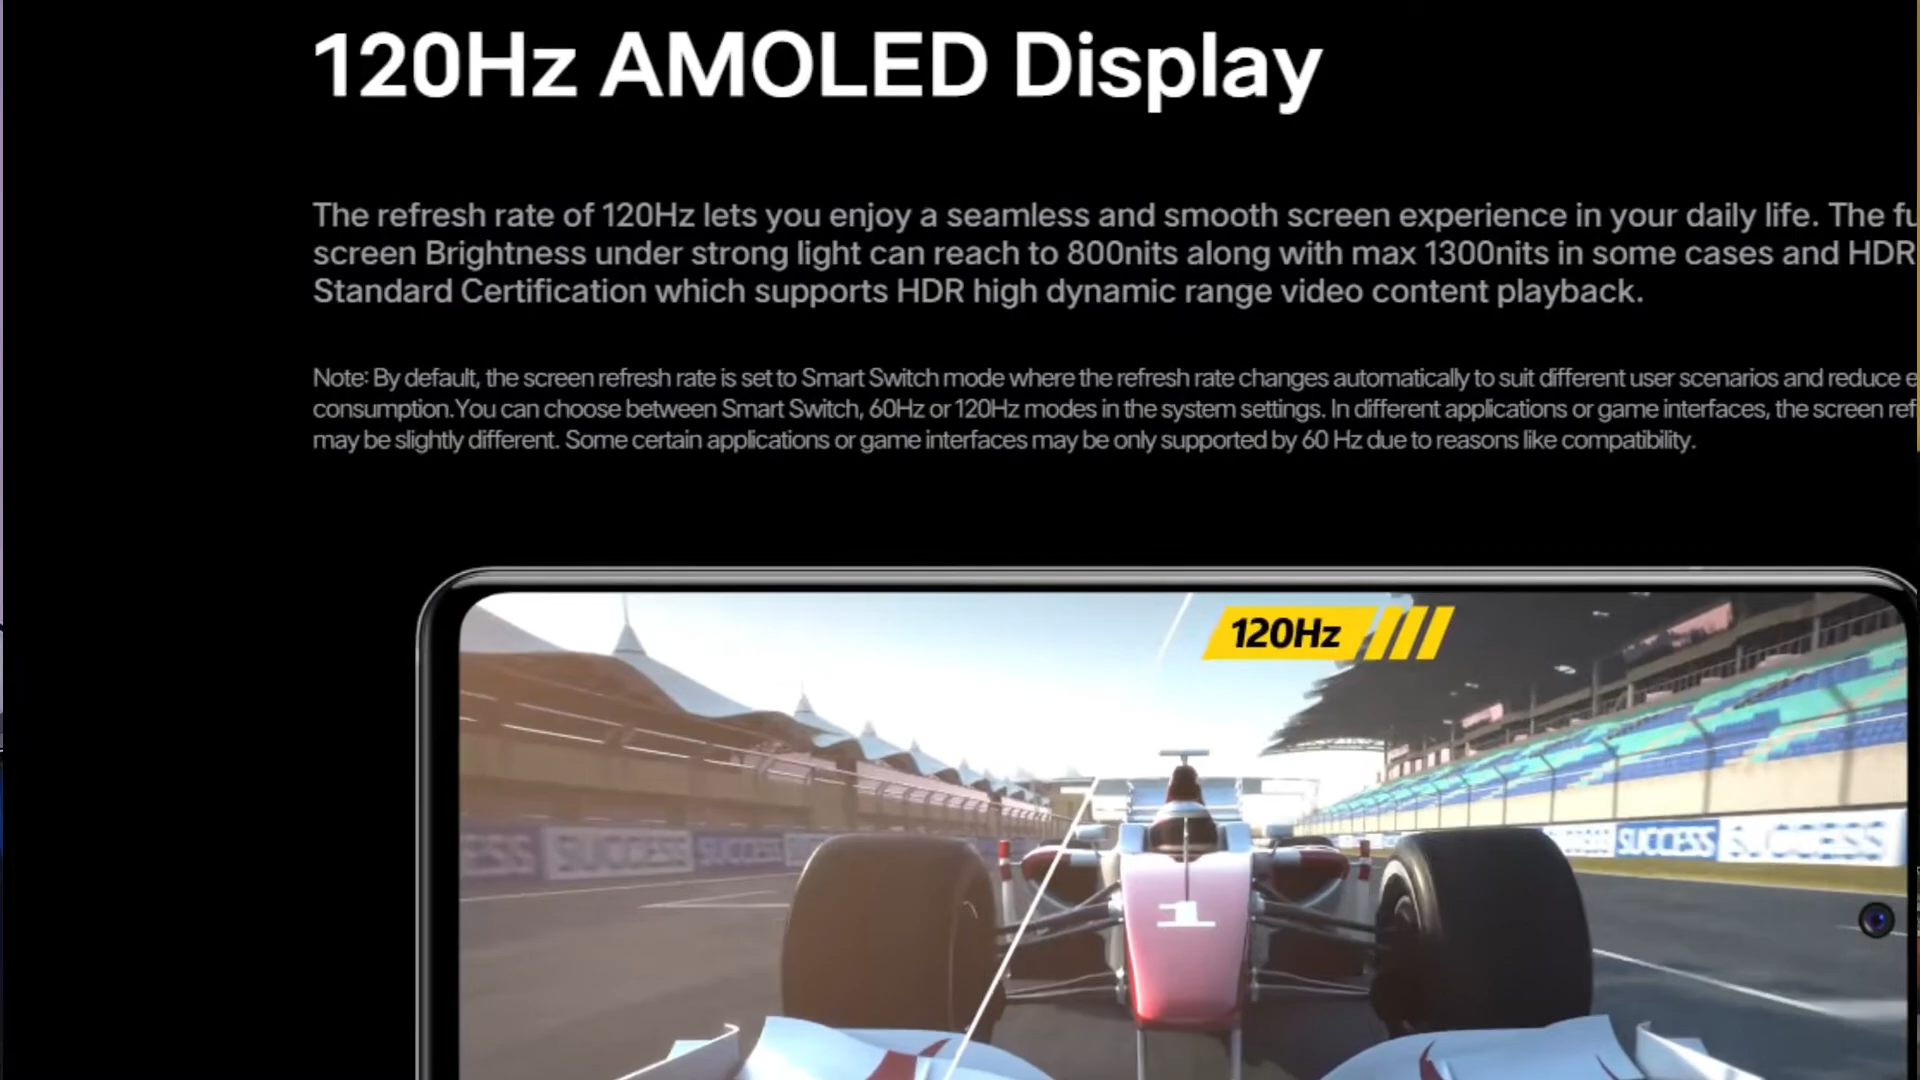 120Hz AMOLED Display
The refresh rate of 120Hz lets you enjoy a seamless and smooth screen experience in your daily life. The fu
screen Brightness under strong light can reach to 800nits along with max 1300nits in some cases and HDR
Standard Certification which supports HDR high dynamic range video content playback.
Note: By default, the screen refresh rate is set to Smart Switch mode where the refresh rate changes automatically to suit different user scenarios and reduce e
consumption.You can choose between Smart Switch, 60Hz or 120Hz modes in the system settings. In different applications or game interfaces, the screen ref
may be slightly different. Some certain applications or game interfaces may be only supported by 60 Hz due to reasons like compatibility.
120Hz
ESS SUCCESS SUCCESS SUCCESS SUCCESS
1